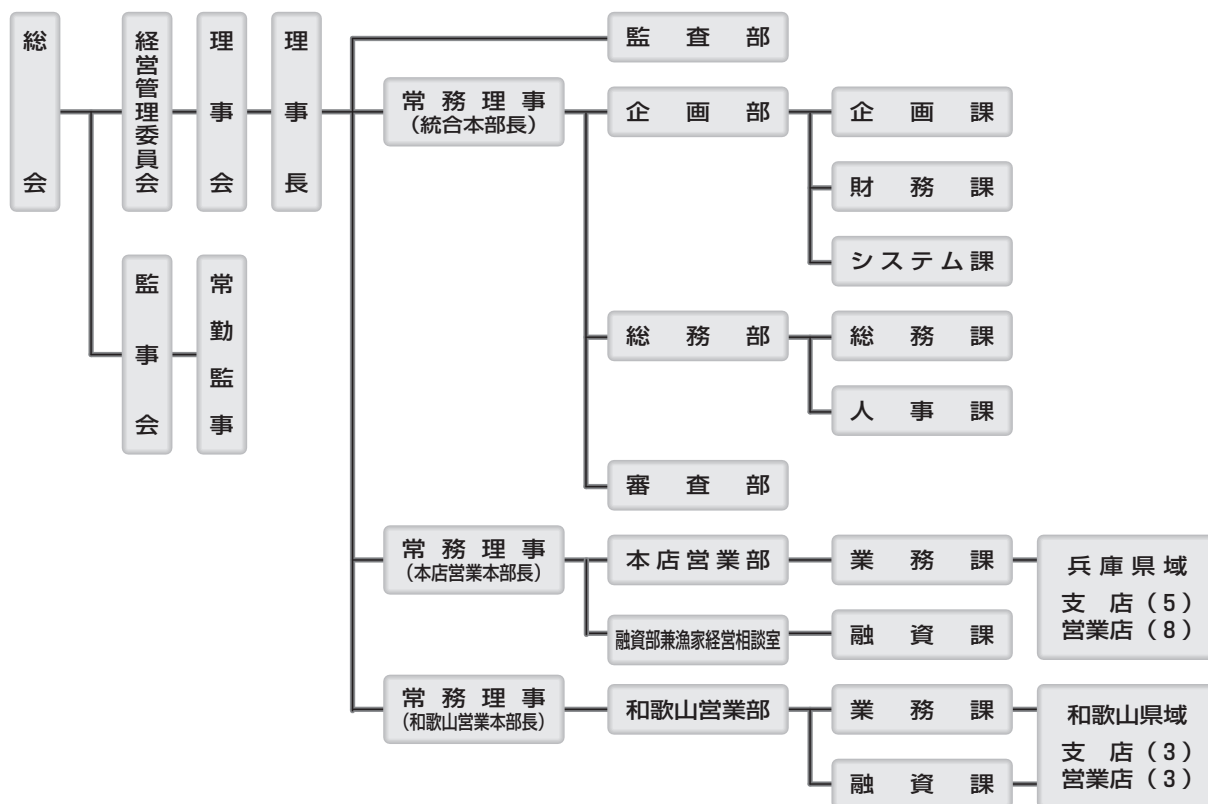 総会
経営管理委員会
理事会
理事長
監事会
常勤監事
監査部
常務理事
（統合本部長）
企画部
企画課
財務課
システム課
総務部
総務課
人事課
審査部
常務理事
（本店営業本部長）
本店営業部
業務課
兵庫県域
支店（5）
営業店（8）
融資部兼漁家経営相談室
融資課
常務理事
（和歌山営業本部長）
和歌山営業部
業務課
和歌山県域
支店（3）
営業店（3）
融資課